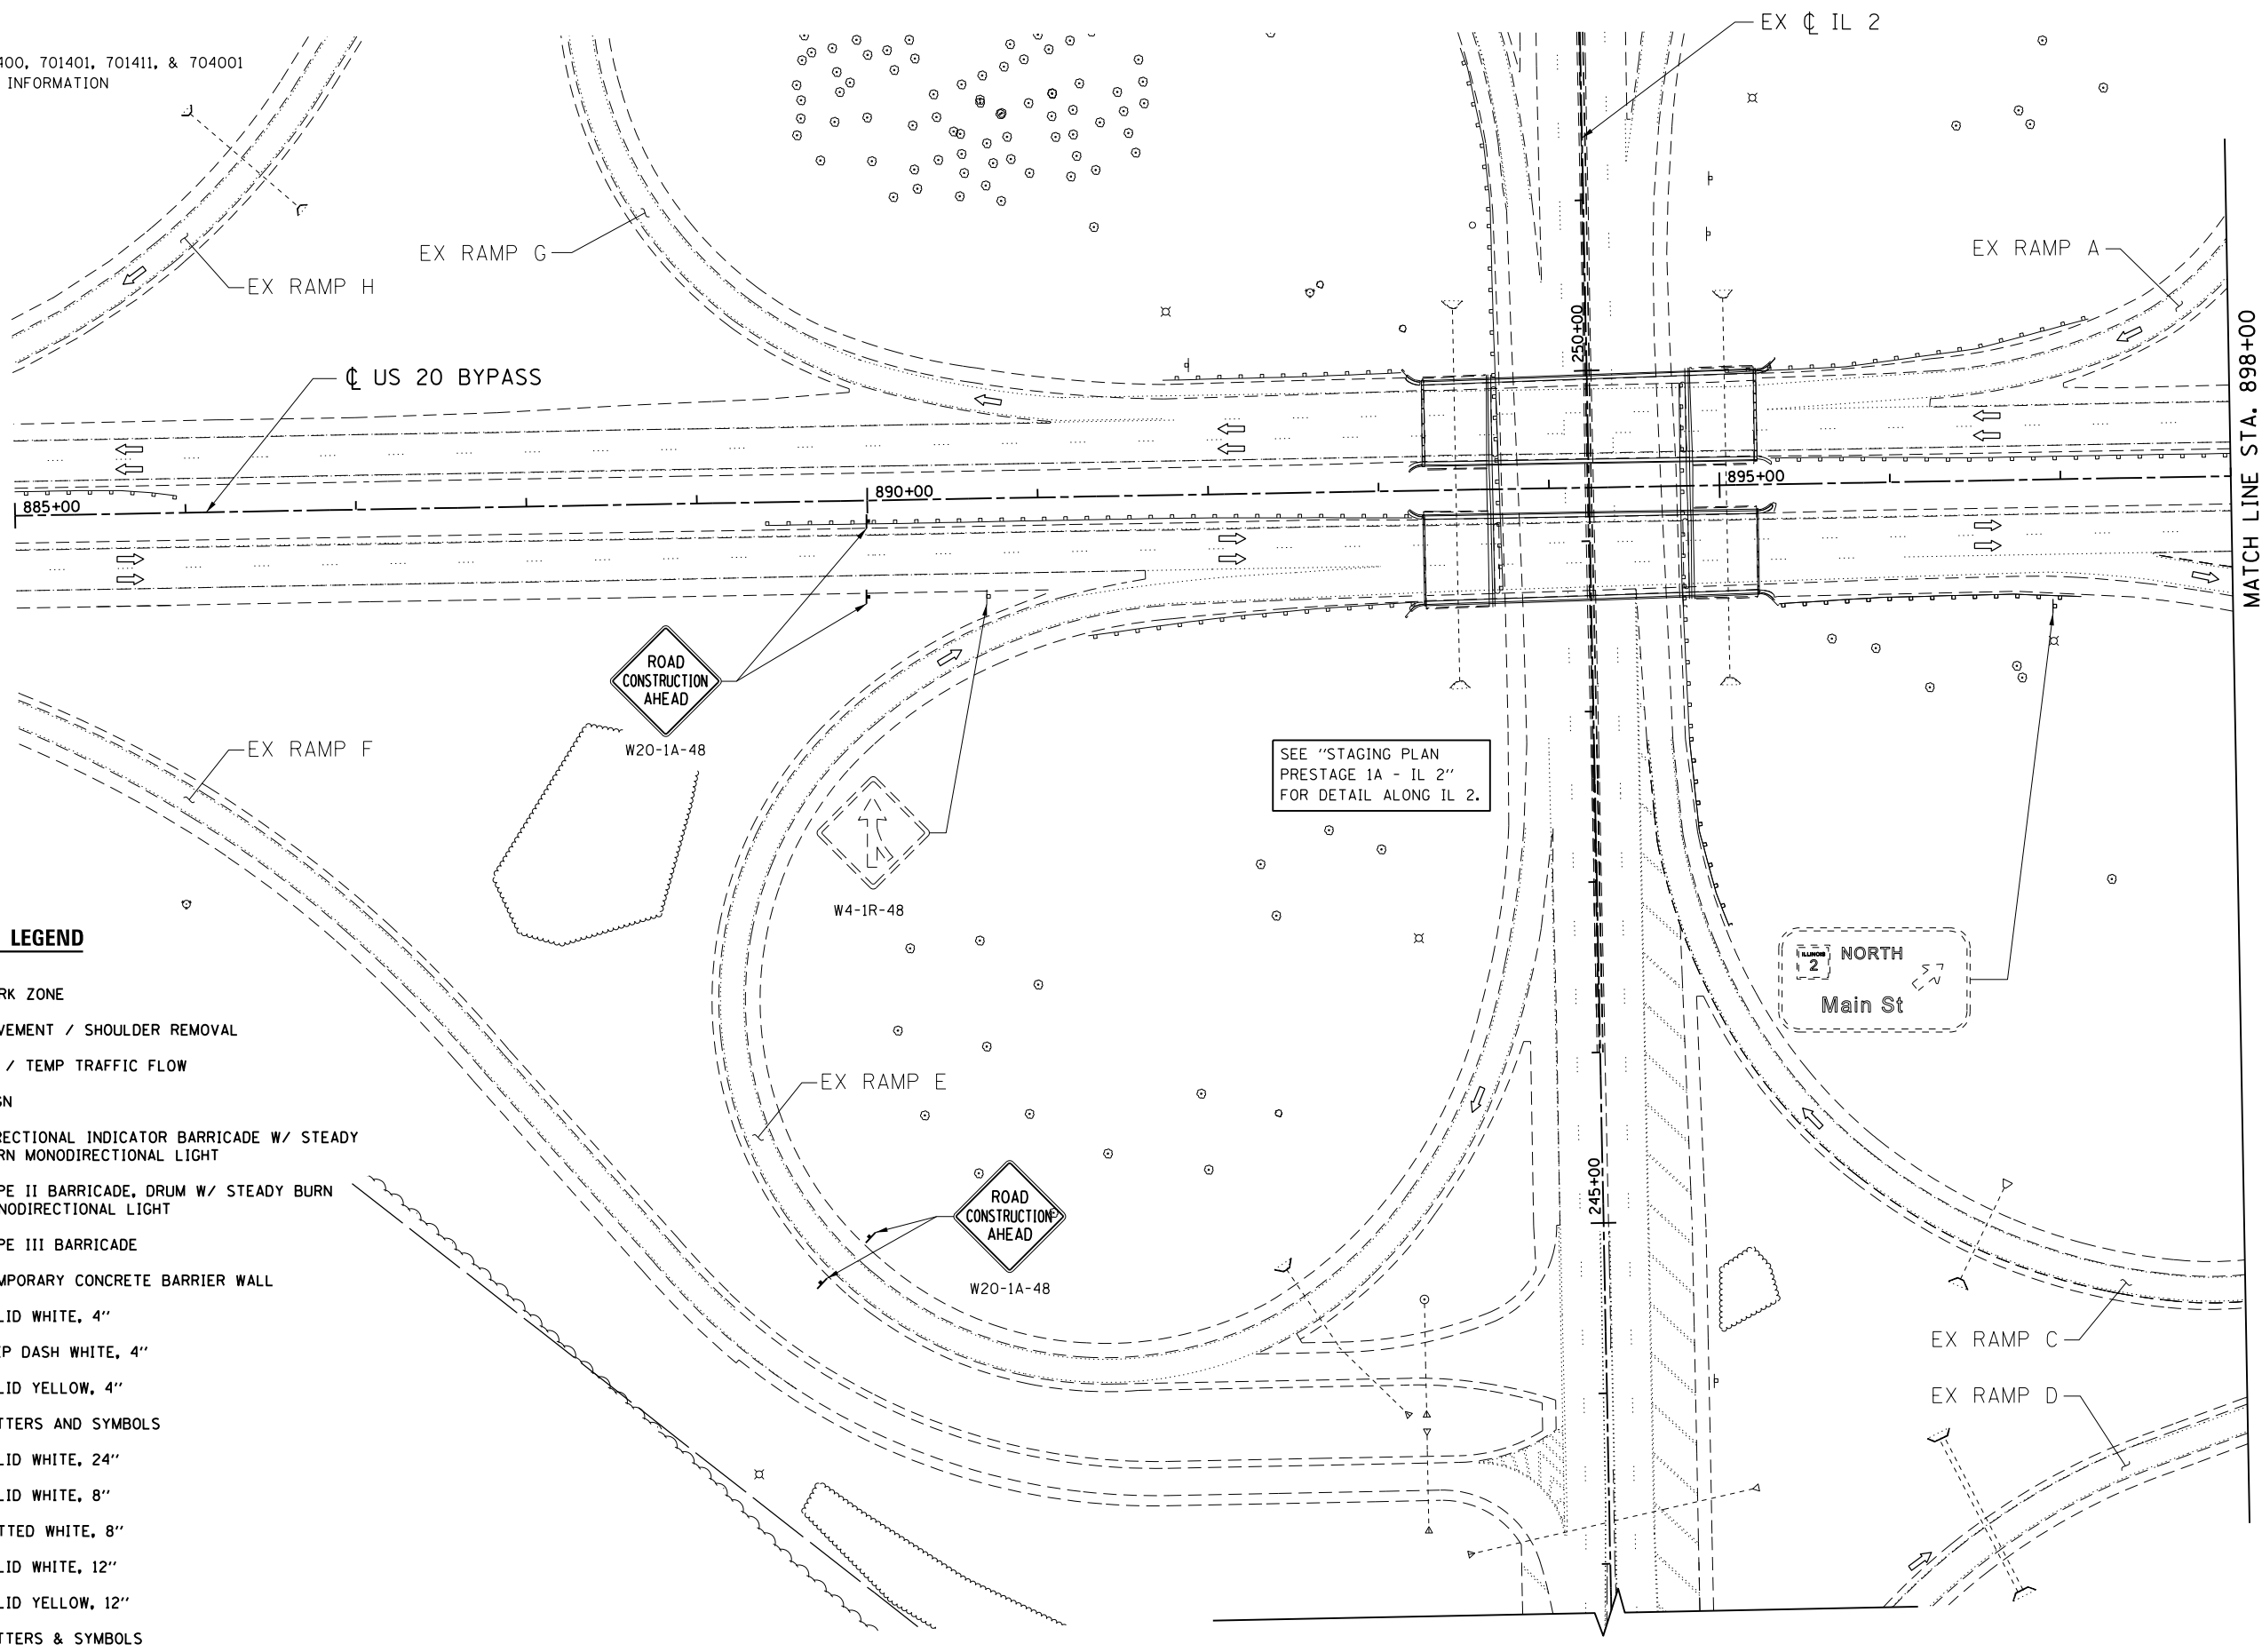 400, 701401, 701411, & 704001
INFORMATION
EX ℄ IL 2
EX RAMP G
EX RAMP H
EX RAMP A
℄ US 20 BYPASS
250+00
885+00
890+00
895+00
MATCH LINE STA. 898+00
ROAD
CONSTRUCTION
AHEAD
W20-1A-48
EX RAMP F
SEE "STAGING PLAN
PRESTAGE 1A - IL 2"
FOR DETAIL ALONG IL 2.
W4-1R-48
ILLINOIS
2
NORTH
Main St
EX RAMP E
245+00
ROAD
CONSTRUCTION
AHEAD
W20-1A-48
EX RAMP C
EX RAMP D
LEGEND
RK ZONE
VEMENT / SHOULDER REMOVAL
/ TEMP TRAFFIC FLOW
GN
RECTIONAL INDICATOR BARRICADE W/ STEADY
RN MONODIRECTIONAL LIGHT
PE II BARRICADE, DRUM W/ STEADY BURN
NODIRECTIONAL LIGHT
PE III BARRICADE
MPORARY CONCRETE BARRIER WALL
LID WHITE, 4"
IP DASH WHITE, 4"
LID YELLOW, 4"
TTERS AND SYMBOLS
LID WHITE, 24"
LID WHITE, 8"
TTED WHITE, 8"
LID WHITE, 12"
LID YELLOW, 12"
TTERS & SYMBOLS